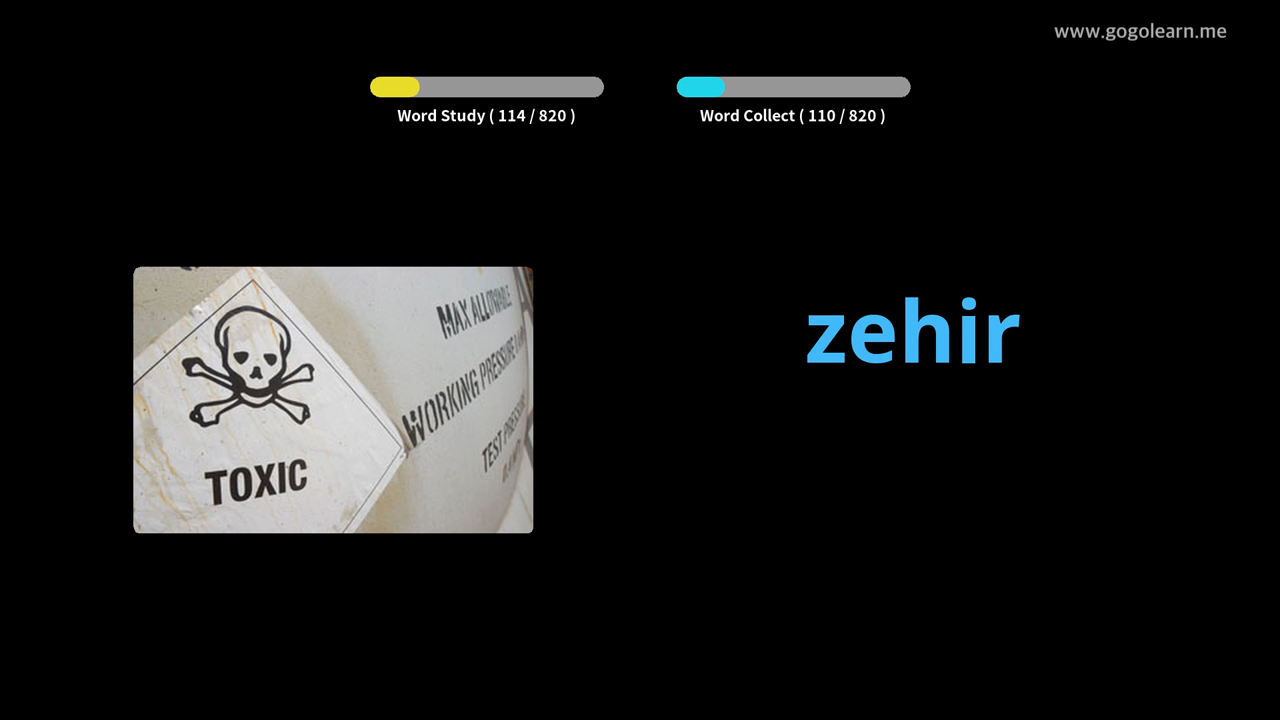 www.gogolearn.me
Word Study ( 114 / 820 )
Word Collect ( 110 / 820 )
zehir
MAX ALLOWABLE
WORKING PRESSURE
TEST PRESSURE
TOXIC